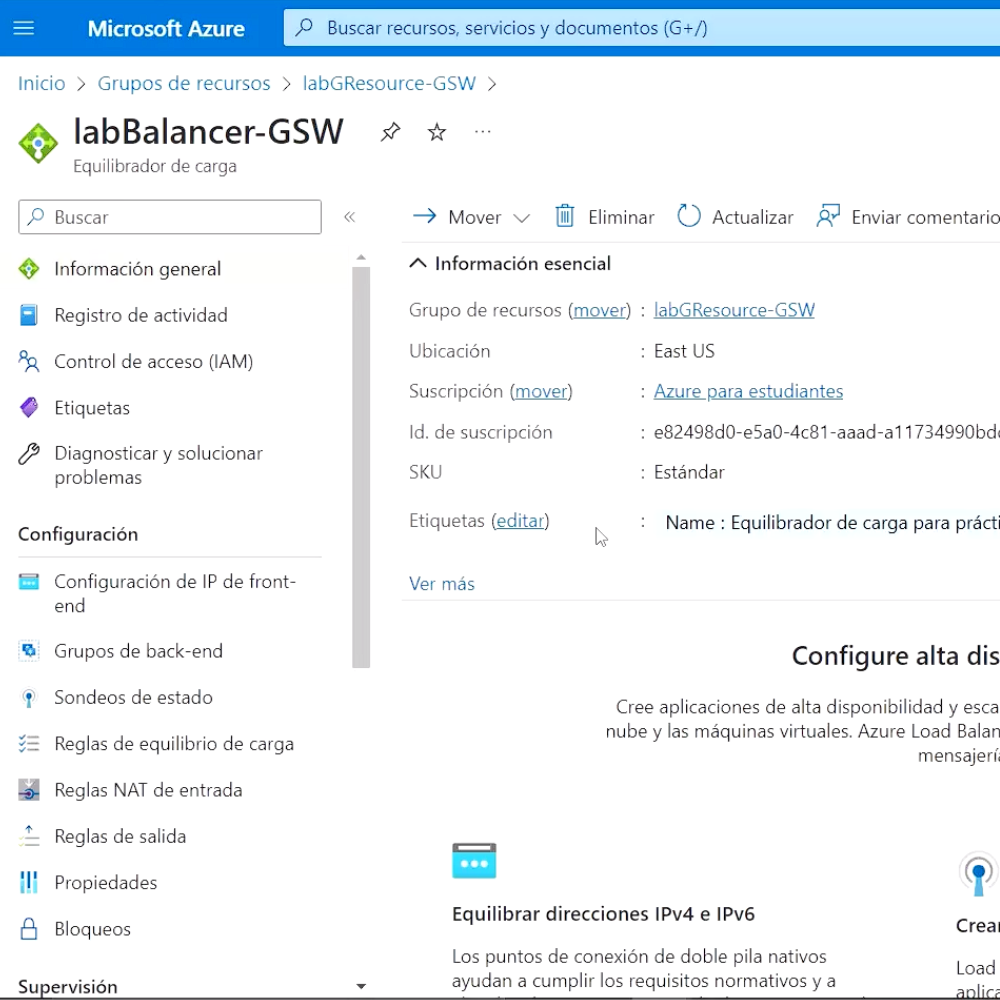 Microsoft Azure
Buscar recursos, servicios y documentos (G+/)
Inicio > Grupos de recursos > labGResource-GSW >
labBalancer-GSW
Equilibrador de carga
Buscar
Información general
Registro de actividad
Control de acceso (IAM)
Etiquetas
Diagnosticar y solucionar
problemas
Configuración
Configuración de IP de front-
end
Grupos de back-end
Sondeos de estado
Reglas de equilibrio de carga
Reglas NAT de entrada
Reglas de salida
Propiedades
Bloqueos
Supervisión
Mover Eliminar Actualizar Enviar comentario
Información esencial
Grupo de recursos (mover) : labGResource-GSW
Ubicación : East US
Suscripción (mover) : Azure para estudiantes
Id. de suscripción : e82498d0-e5a0-4c81-aaad-a11734990bd
SKU : Estándar
Etiquetas (editar) : Name : Equilibrador de carga para prácti
Ver más
Configure alta dis
Cree aplicaciones de alta disponibilidad y esca
nube y las máquinas virtuales. Azure Load Balan
mensajería
Equilibrar direcciones IPv4 e IPv6
Los puntos de conexión de doble pila nativos
ayudan a cumplir los requisitos normativos y a
Crear
Load
aplica